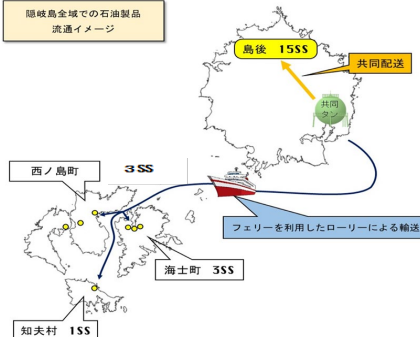 隠岐島全域での石油製品
流通イメージ
島後 15SS
共同配送
共同
タン
西ノ島町
3SS
フェリーを利用したローリーによる輸送
海士町 3SS
知夫村 1SS